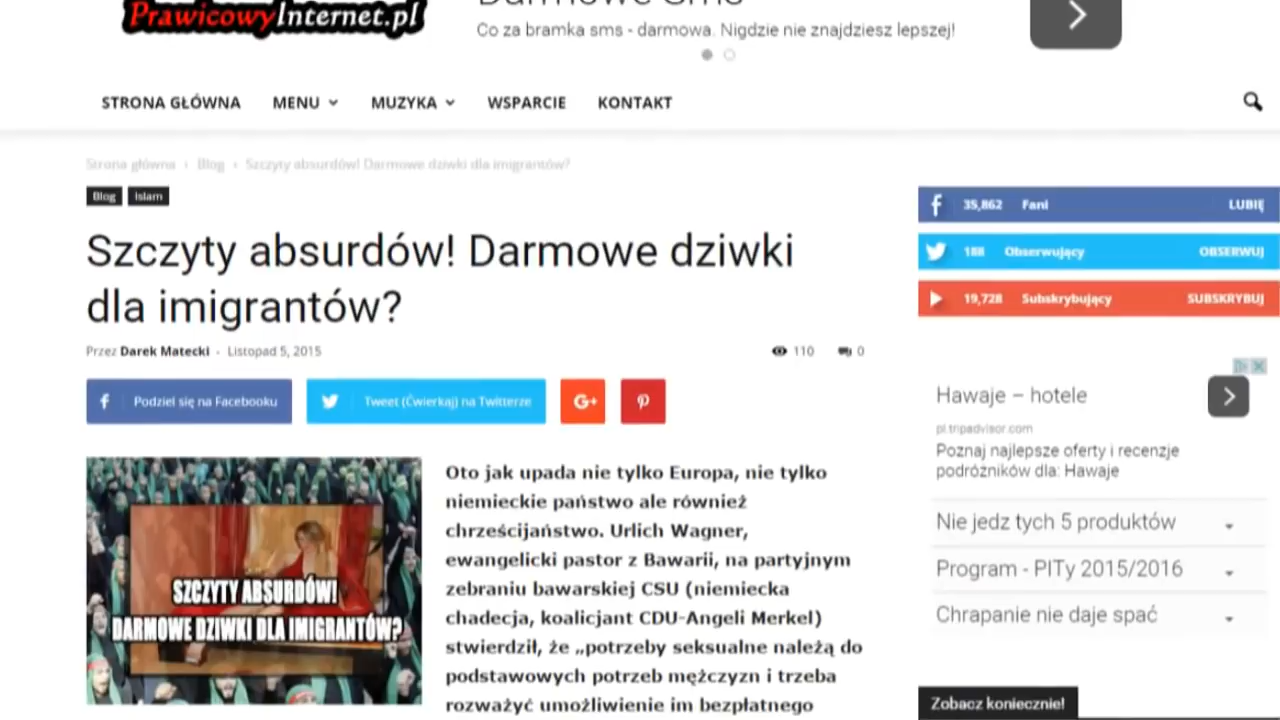 PrawicowyInternet.pl
Darmowe Sms
Co za bramka sms - darmowa. Nigdzie nie znajdziesz lepszej!
STRONA GŁÓWNA MENU MUZYKA WSPARCIE KONTAKT
Strona główna › Blog › Szczyty absurdów! Darmowe dziwki dla imigrantów?
Blog Islam
Szczyty absurdów! Darmowe dziwki
dla imigrantów?
Przez Darek Matecki - Listopad 5, 2015 110 0
Podziel się na Facebooku Tweet (Ćwierkaj) na Twitterze G+
SZCZYTY ABSURDÓW!
DARMOWE DZIWKI DLA IMIGRANTÓW?
Oto jak upada nie tylko Europa, nie tylko
niemieckie państwo ale również
chrześcijaństwo. Urlich Wagner,
ewangelicki pastor z Bawarii, na partyjnym
zebraniu bawarskiej CSU (niemiecka
chadecja, koalicjant CDU-Angeli Merkel)
stwierdził, że „potrzeby seksualne należą do
podstawowych potrzeb mężczyzn i trzeba
rozważyć umożliwienie im bezpłatnego
35,862 Fani LUBIĘ
188 Obserwujący OBSERWUJ
19,728 Subskrybujący SUBSKRYBUJ
Hawaje – hotele
pl.tripadvisor.com
Poznaj najlepsze oferty i recenzje
podróżników dla: Hawaje
Nie jedz tych 5 produktów
Program - PITy 2015/2016
Chrapanie nie daje spać
Zobacz koniecznie!